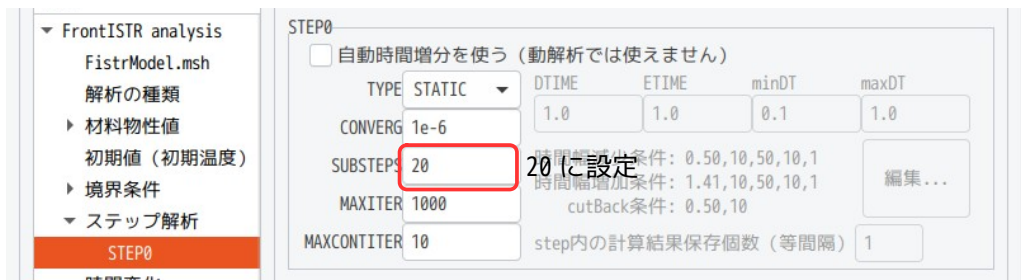 FrontISTR analysis
FistrModel.msh
解析の種類
材料物性値
初期値（初期温度）
境界条件
ステップ解析
STEP0
STEP0
自動時間増分を使う（動解析では使えません）
TYPE STATIC
DTIME ETIME minDT maxDT
1.0 1.0 0.1 1.0
CONVERG 1e-6
SUBSTEPS 20
20に設定
時間幅減少条件: 0.50,10,50,10,1
時間幅増加条件: 1.41,10,50,10,1
cutBack条件: 0.50,10
編集...
MAXITER 1000
MAXCONTITER 10
step内の計算結果保存個数（等間隔） 1